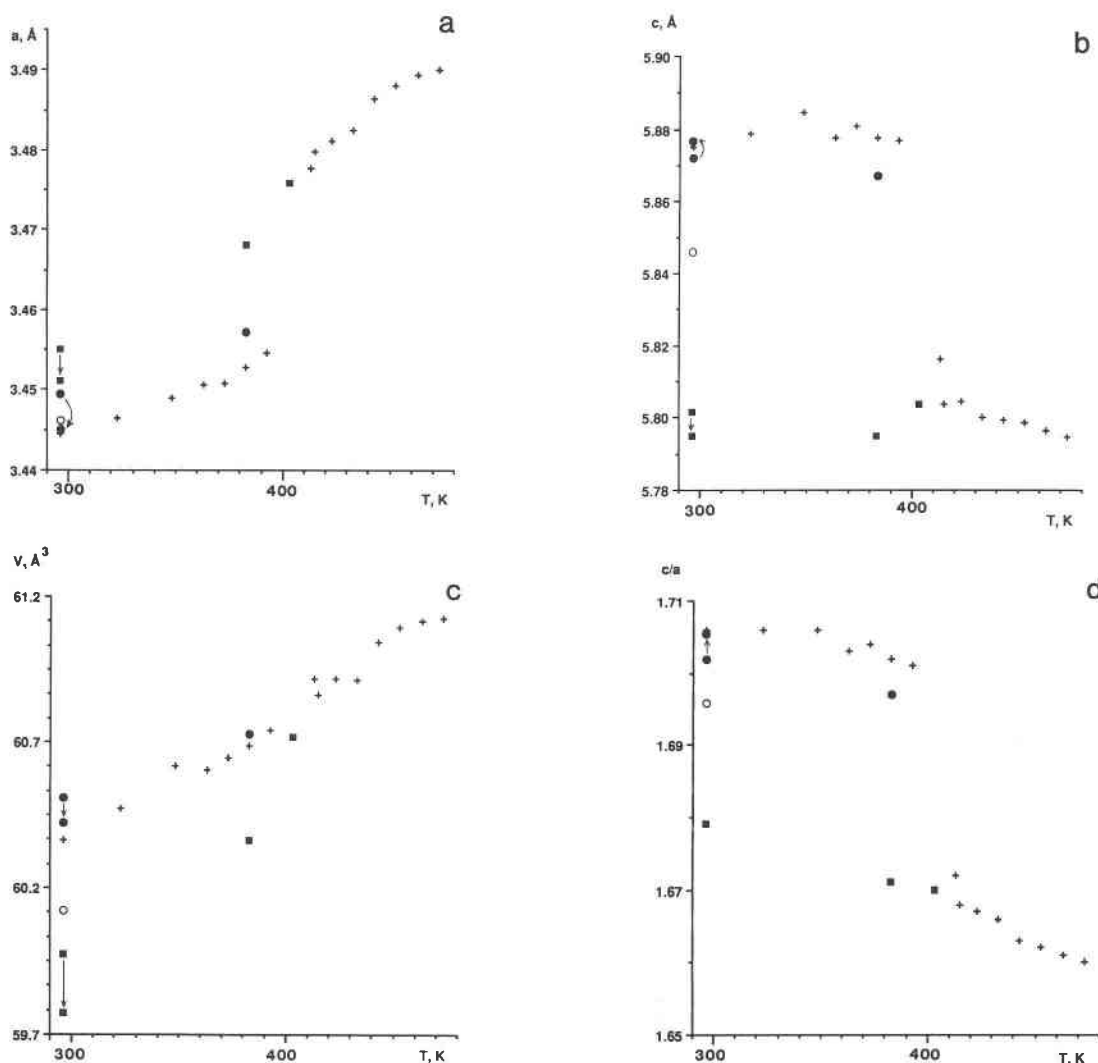 a, Å
a
3.49
3.48
3.47
3.46
3.45
3.44
300
400
T, K
c, Å
b
5.90
5.88
5.86
5.84
5.82
5.80
5.78
300
400
T, K
V, Å3
c
61.2
60.7
60.2
59.7
300
400
T, K
c/a
d
1.71
1.69
1.67
1.65
300
400
T, K